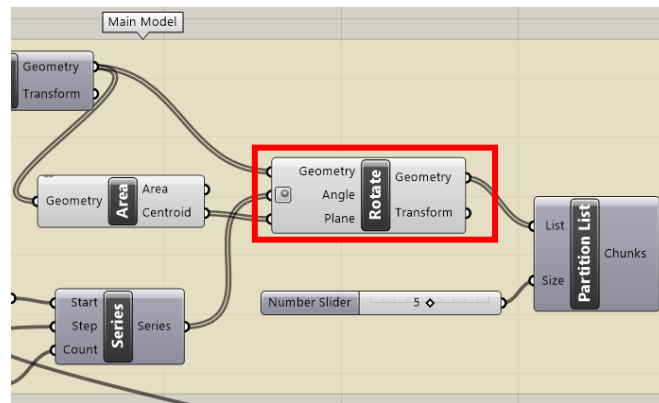 Main Model
Geometry
Transform
Geometry
Area
Area
Centroid
Geometry
Angle
Plane
Rotate
Geometry
Transform
Start
Step
Count
Series
Series
Number Slider
5
List
Size
Partition List
Chunks